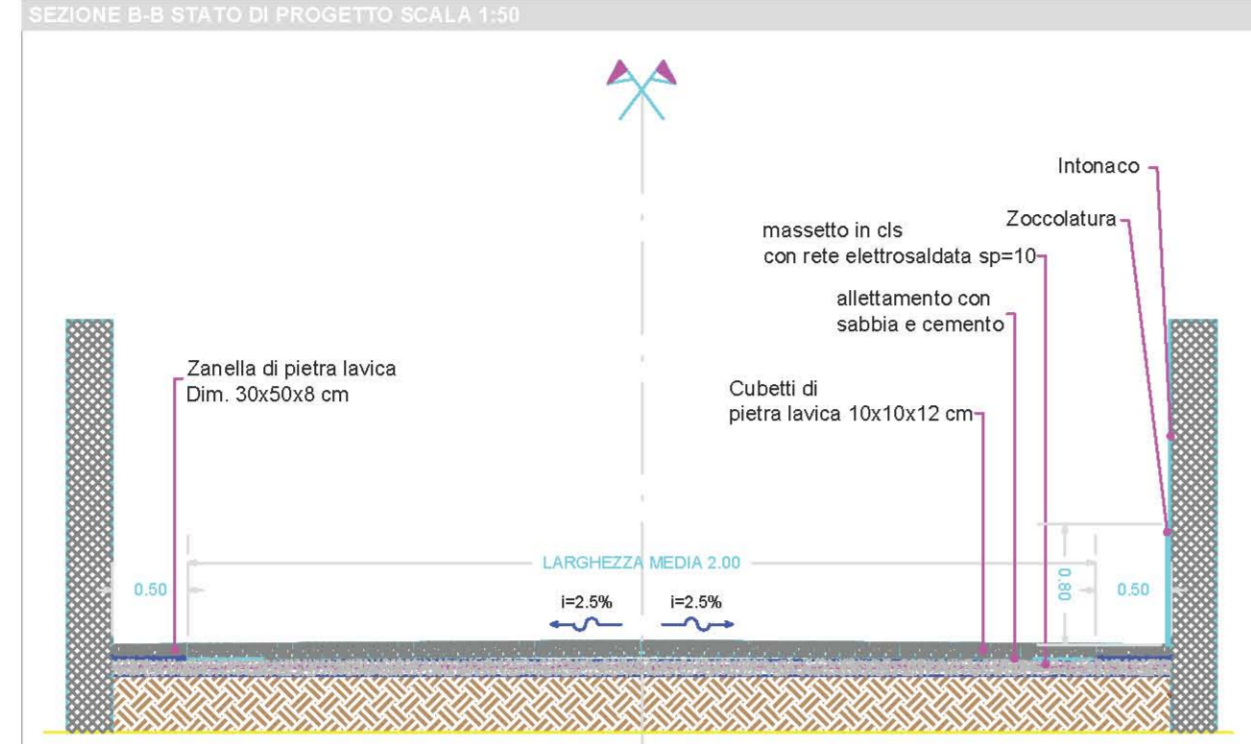 SEZIONE B-B STATO DI PROGETTO SCALA 1:50
Intonaco
Zoccolatura
massetto in cls
con rete elettrosaldata sp=10
allettamento con
sabbia e cemento
Zanella di pietra lavica
Dim. 30x50x8 cm
Cubetti di
pietra lavica 10x10x12 cm
LARGHEZZA MEDIA 2.00
0.50
0.80
0.50
i=2.5%
i=2.5%